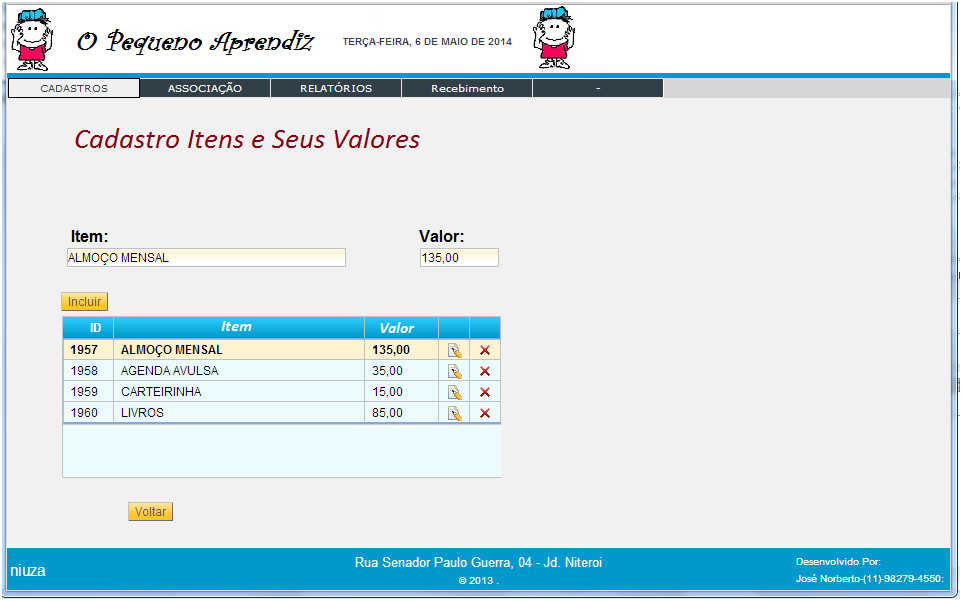 O Pequeno Aprendiz
TERÇA-FEIRA, 6 DE MAIO DE 2014
CADASTROS ASSOCIAÇÃO RELATÓRIOS Recebimento -
Cadastro Itens e Seus Valores
Item: Valor:
ALMOÇO MENSAL 135,00
Incluir
ID Item Valor
1957 ALMOÇO MENSAL 135,00
1958 AGENDA AVULSA 35,00
1959 CARTEIRINHA 15,00
1960 LIVROS 85,00
Voltar
niuza
Rua Senador Paulo Guerra, 04 - Jd. Niteroi
© 2013 .
Desenvolvido Por:
José Norberto-(11)-98279-4550: